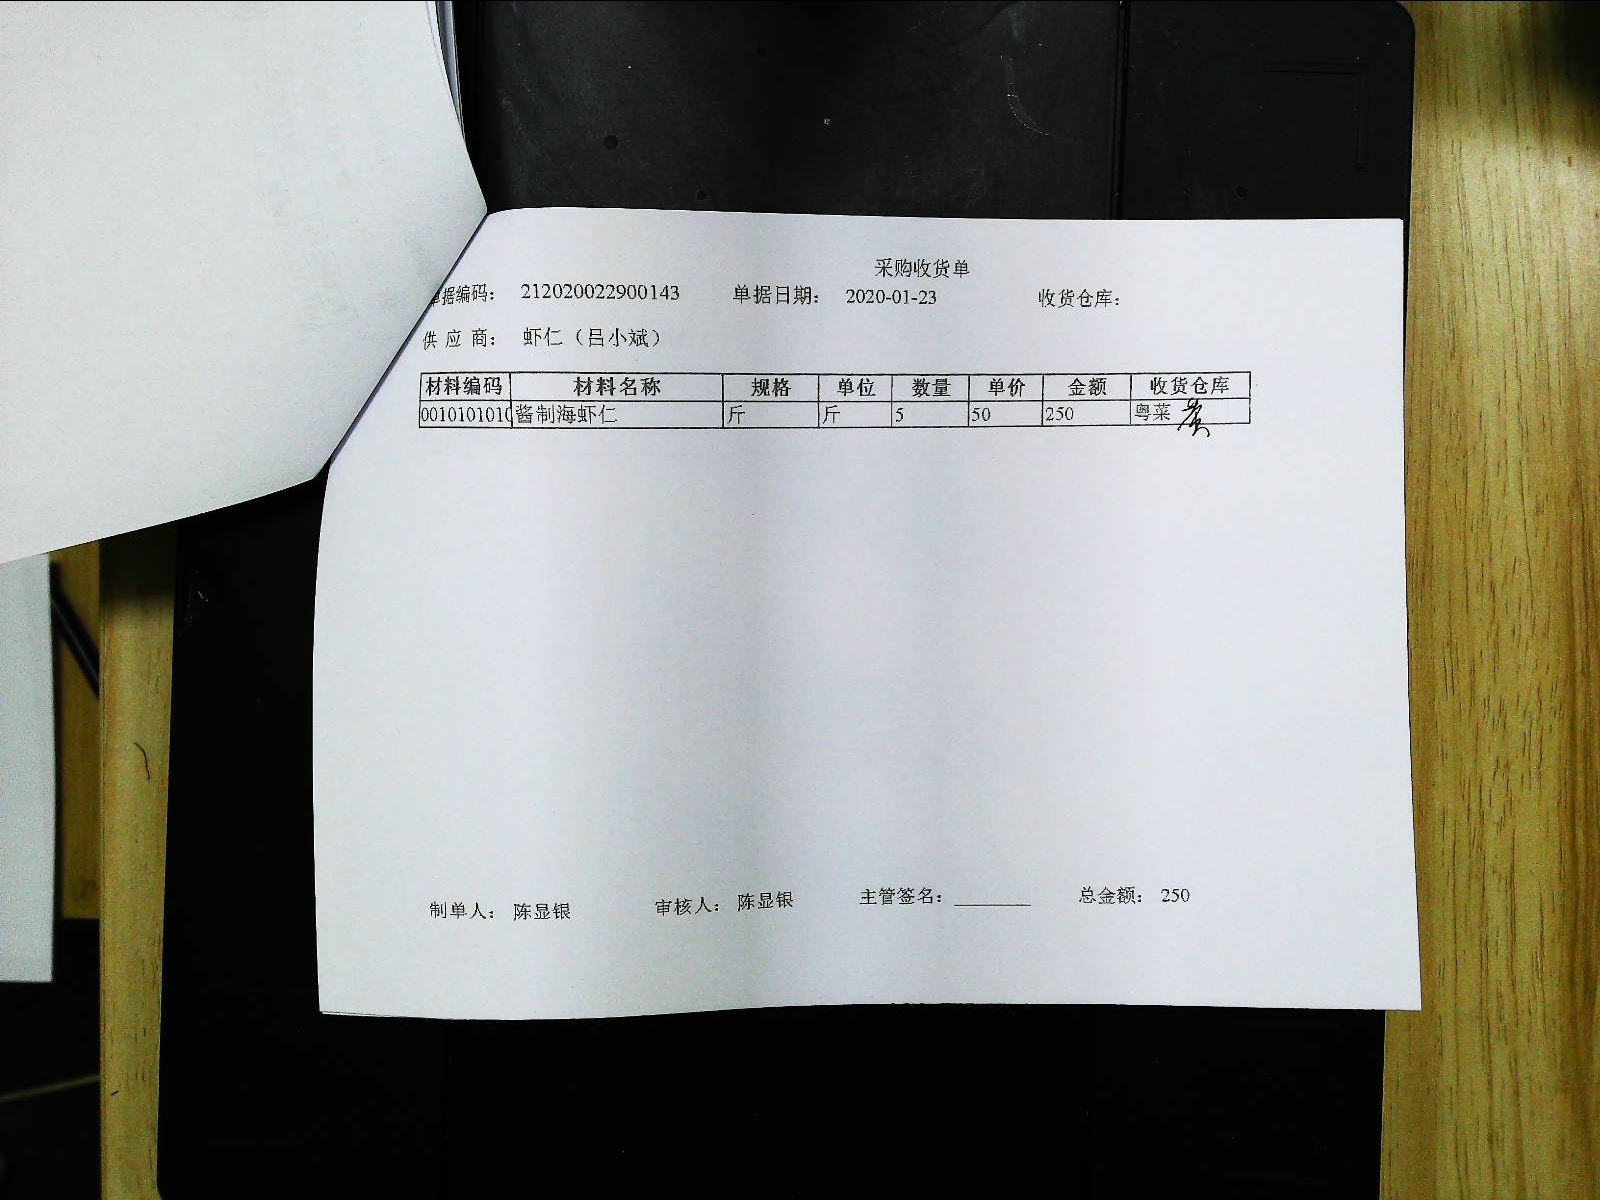 采购收货单
单据编码： 212020022900143 单据日期： 2020-01-23 收货仓库：
供 应 商： 虾仁（吕小斌）
材料编码 材料名称 规格 单位 数量 单价 金额 收货仓库
001010101 酱制海虾仁 斤 斤 5 50 250 粤菜
制单人： 陈显银 审核人： 陈显银 主管签名： 总金额： 250